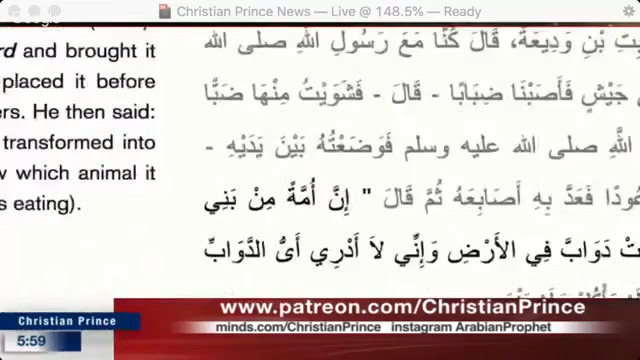 Christian Prince News — Live @ 148.5% — Ready
rd and brought it
placed it before
ers. He then said:
transformed into
w which animal it
s eating).
بْنِ وَدِيعَةَ، قَالَ كُنَّا مَعَ رَسُولِ اللَّهِ صلى الله
جَيْشٍ فَأَصَبْنَا ضِبَابًا - قَالَ - فَشَوَيْتُ مِنْهَا ضَبًّا
اللَّهِ صلى الله عليه وسلم فَوَضَعْتُهُ بَيْنَ يَدَيْهِ -
عُودًا فَعَدَّ بِهِ أَصَابِعَهُ ثُمَّ قَالَ " إِنَّ أُمَّةً مِنْ بَنِي
دَوَابَّ فِي الأَرْضِ وَإِنِّي لاَ أَدْرِي أَىُّ الدَّوَابِّ
www.patreon.com/ChristianPrince
minds.com/ChristianPrince instagram ArabianProphet
Christian Prince
5:59